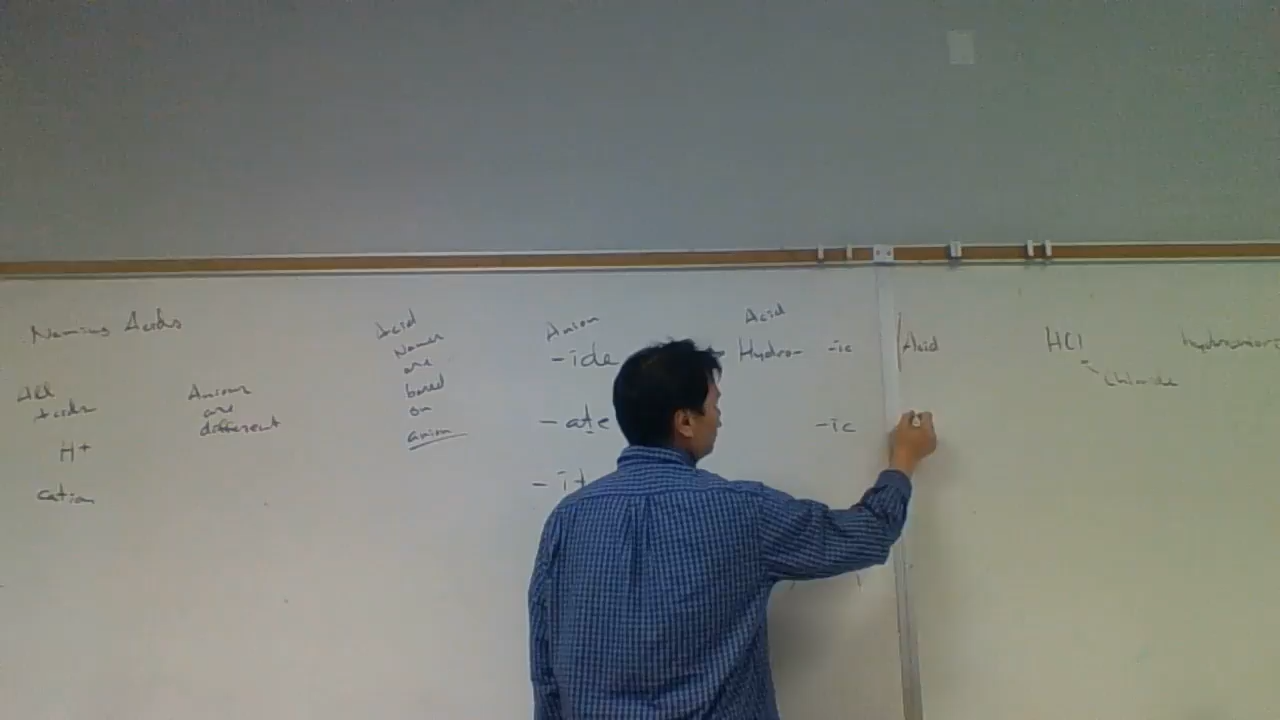 Naming Acids
All
Acids
H+
cation
Anions
are
different
Acid
Names
are
based
on
anion
Anion
Acid
-ide
Hydro- -ic Acid
HCl
Chloride
-ate
-ic
-it